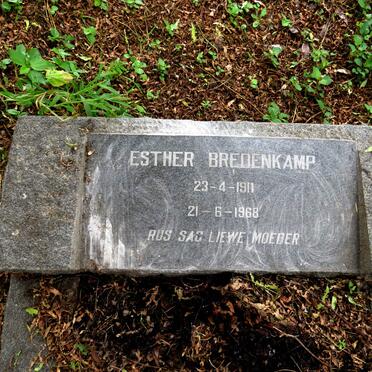 ESTHER BREDENKAMP
23-4-1911
21-6-1968
RUS SAG LIEWE MOEDER